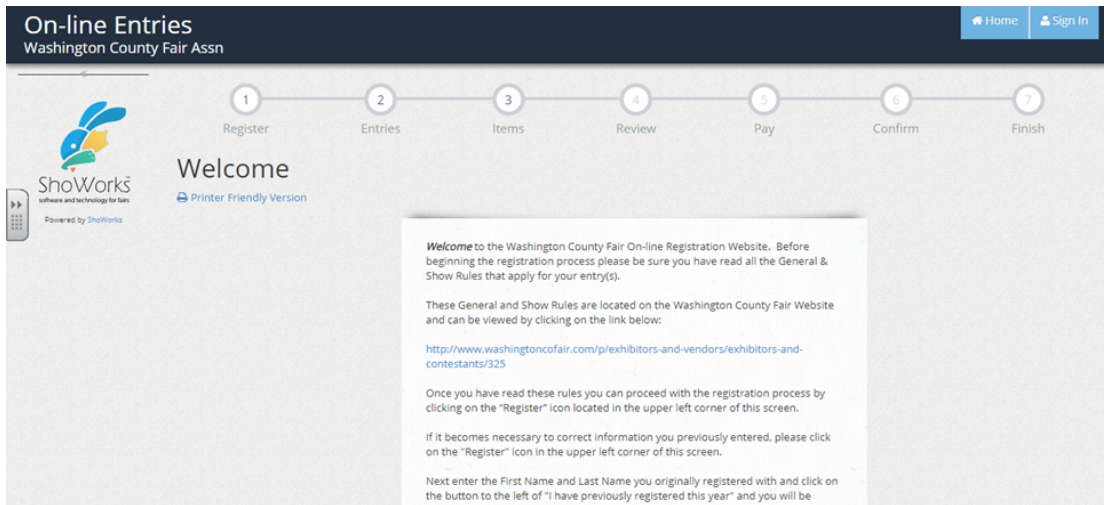 On-line Entries
Washington County Fair Assn
Home
Sign In
1
2
3
4
5
6
7
Register
Entries
Items
Review
Pay
Confirm
Finish
ShoWorks
software and technology for fairs
Powered by ShoWorks
Welcome
Printer Friendly Version
Welcome to the Washington County Fair On-line Registration Website. Before
beginning the registration process please be sure you have read all the General &
Show Rules that apply for your entry(s).
These General and Show Rules are located on the Washington County Fair Website
and can be viewed by clicking on the link below:
http://www.washingtoncofair.com/p/exhibitors-and-vendors/exhibitors-and-
contestants/325
Once you have read these rules you can proceed with the registration process by
clicking on the "Register" icon located in the upper left corner of this screen.
If it becomes necessary to correct information you previously entered, please click
on the "Register" icon in the upper left corner of this screen.
Next enter the First Name and Last Name you originally registered with and click on
the button to the left of "I have previously registered this year" and you will be